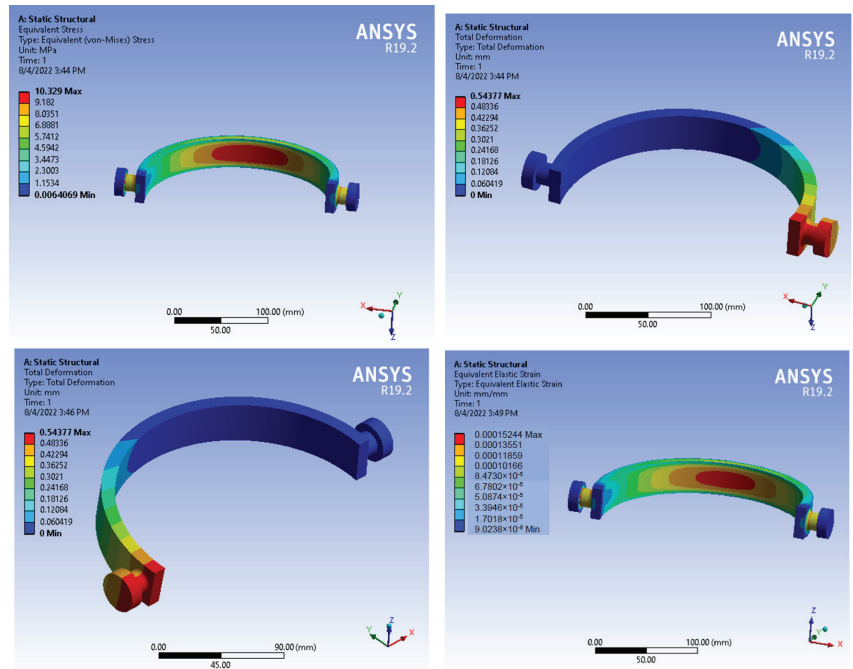 A: Static Structural
Equivalent Stress
Type: Equivalent (von-Mises) Stress
Unit: MPa
Time: 1
8/4/2022 3:44 PM
ANSYS
R19.2
10.329 Max
9.182
8.0351
6.8881
5.7412
4.5942
3.4473
2.3003
1.1534
0.0064069 Min
0.00
100.00 (mm)
50.00
X
Y
Z
A: Static Structural
Total Deformation
Type: Total Deformation
Unit: mm
Time: 1
8/4/2022 3:44 PM
ANSYS
R19.2
0.54377 Max
0.48336
0.42294
0.36252
0.3021
0.24168
0.18126
0.12084
0.060419
0 Min
0.00
100.00 (mm)
50.00
X
Y
Z
A: Static Structural
Total Deformation
Type: Total Deformation
Unit: mm
Time: 1
8/4/2022 3:46 PM
ANSYS
R19.2
0.54377 Max
0.48336
0.42294
0.36252
0.3021
0.24168
0.18126
0.12084
0.060419
0 Min
0.00
90.00 (mm)
45.00
Y
Z
X
A: Static Structural
Equivalent Elastic Strain
Type: Equivalent Elastic Strain
Unit: mm/mm
Time: 1
8/4/2022 3:49 PM
ANSYS
R19.2
0.00015244 Max
0.00013551
0.00011859
0.00010166
8.4730×10⁻⁵
6.7802×10⁻⁵
5.0874×10⁻⁵
3.3946×10⁻⁵
1.7018×10⁻⁵
9.0238×10⁻⁸ Min
0.00
100.00 (mm)
50.00
Z
Y
X